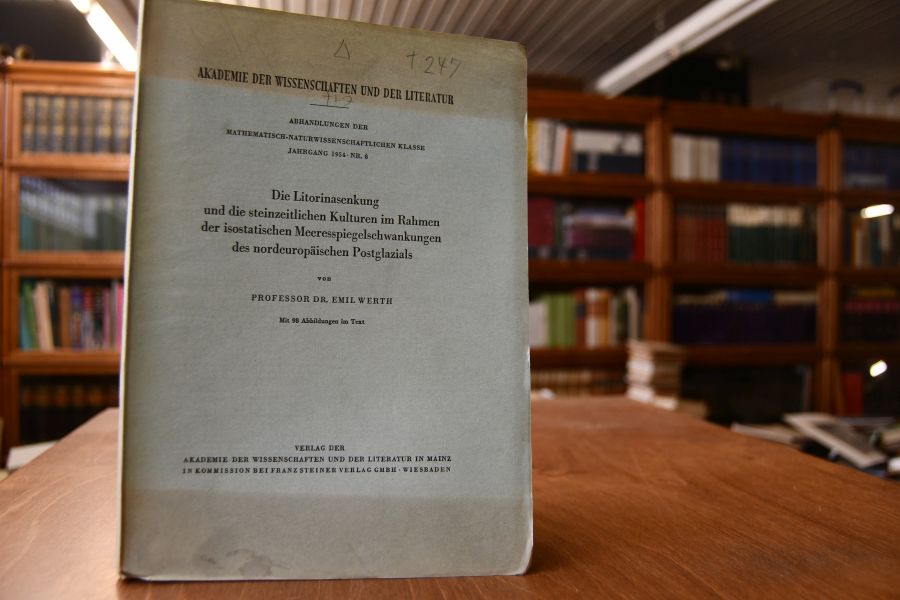 △ † 247
AKADEMIE DER WISSENSCHAFTEN UND DER LITERATUR
ABHANDLUNGEN DER
MATHEMATISCH-NATURWISSENSCHAFTLICHEN KLASSE
JAHRGANG 1954 · NR. 8
Die Litorinasenkung
und die steinzeitlichen Kulturen im Rahmen
der isostatischen Meeresspiegelschwankungen
des nordeuropäischen Postglazials
von
PROFESSOR DR. EMIL WERTH
Mit 98 Abbildungen im Text
VERLAG DER
AKADEMIE DER WISSENSCHAFTEN UND DER LITERATUR IN MAINZ
IN KOMMISSION BEI FRANZ STEINER VERLAG GMBH · WIESBADEN